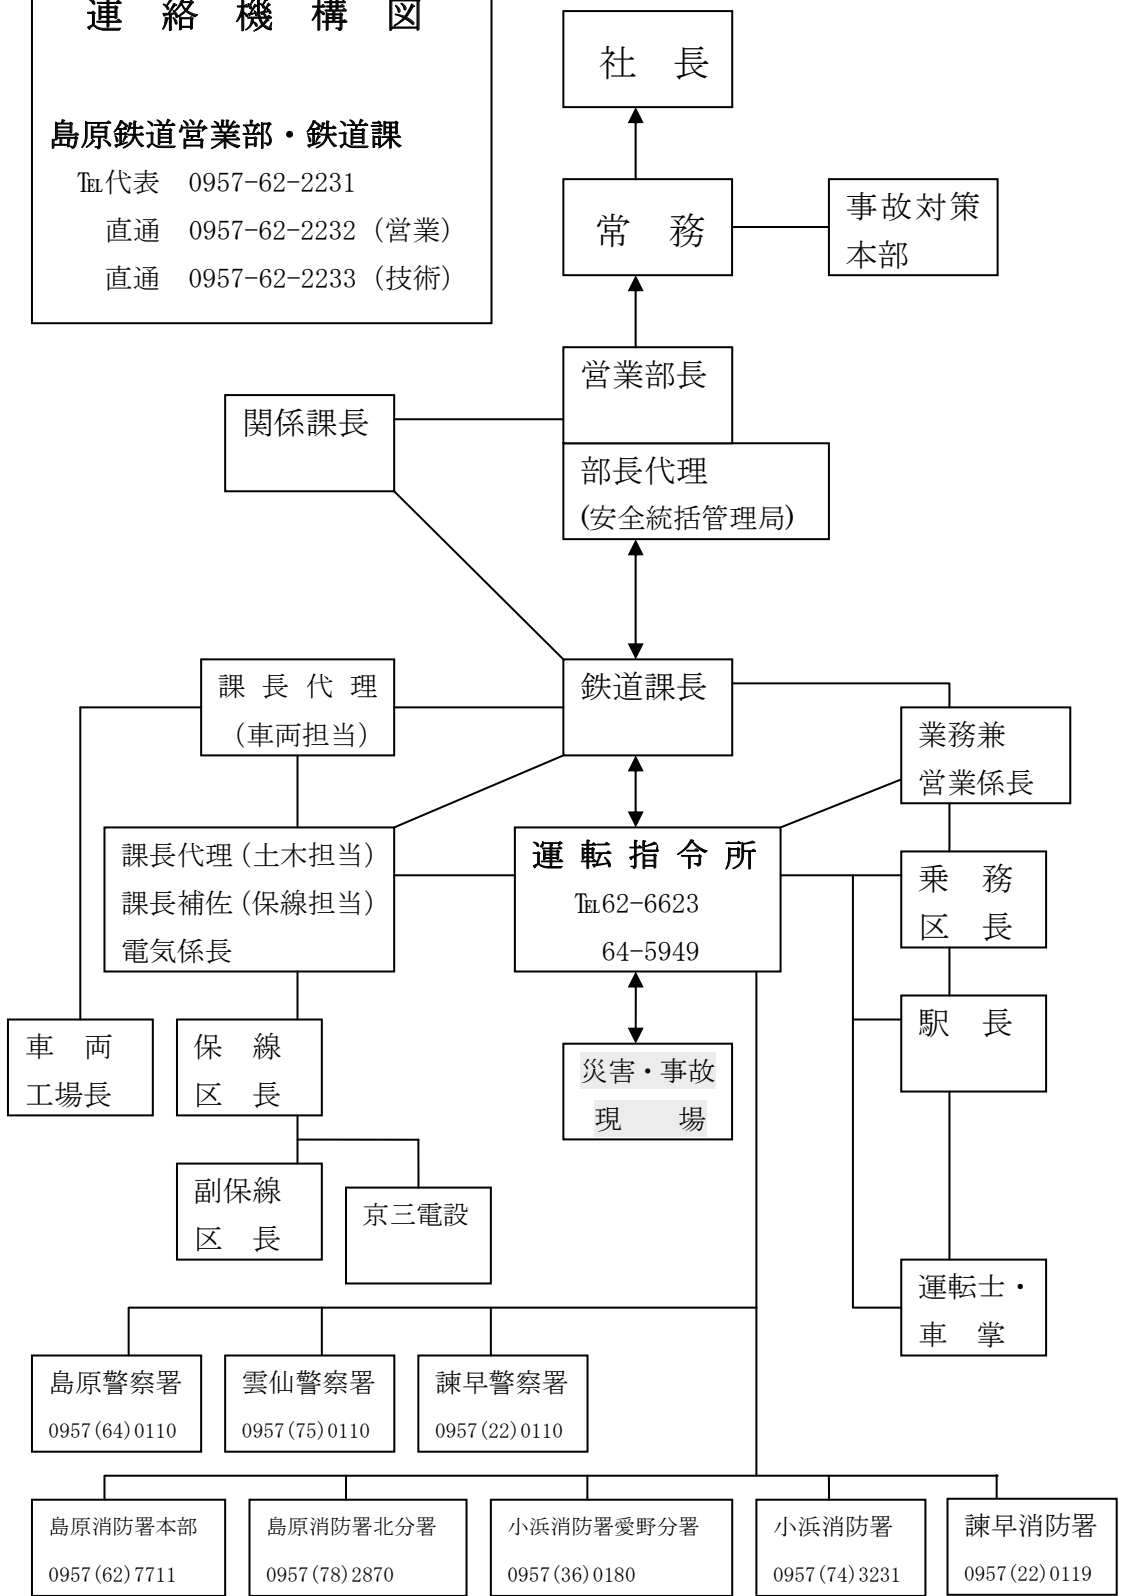 連絡機構図
島原鉄道営業部・鉄道課
℡代表 0957-62-2231
直通 0957-62-2232（営業）
直通 0957-62-2233（技術）
社 長
常 務
事故対策
本部
営業部長
関係課長
部長代理
(安全統括管理局)
課長代理
（車両担当）
鉄道課長
業務兼
営業係長
課長代理（土木担当）
課長補佐（保線担当）
電気係長
運転指令所
℡62-6623
64-5949
乗 務
区 長
駅 長
車 両
工場長
保 線
区 長
災害・事故
現 場
副保線
区 長
京三電設
運転士・
車 掌
島原警察署
0957(64)0110
雲仙警察署
0957(75)0110
諫早警察署
0957(22)0110
島原消防署本部
0957(62)7711
島原消防署北分署
0957(78)2870
小浜消防署愛野分署
0957(36)0180
小浜消防署
0957(74)3231
諫早消防署
0957(22)0119